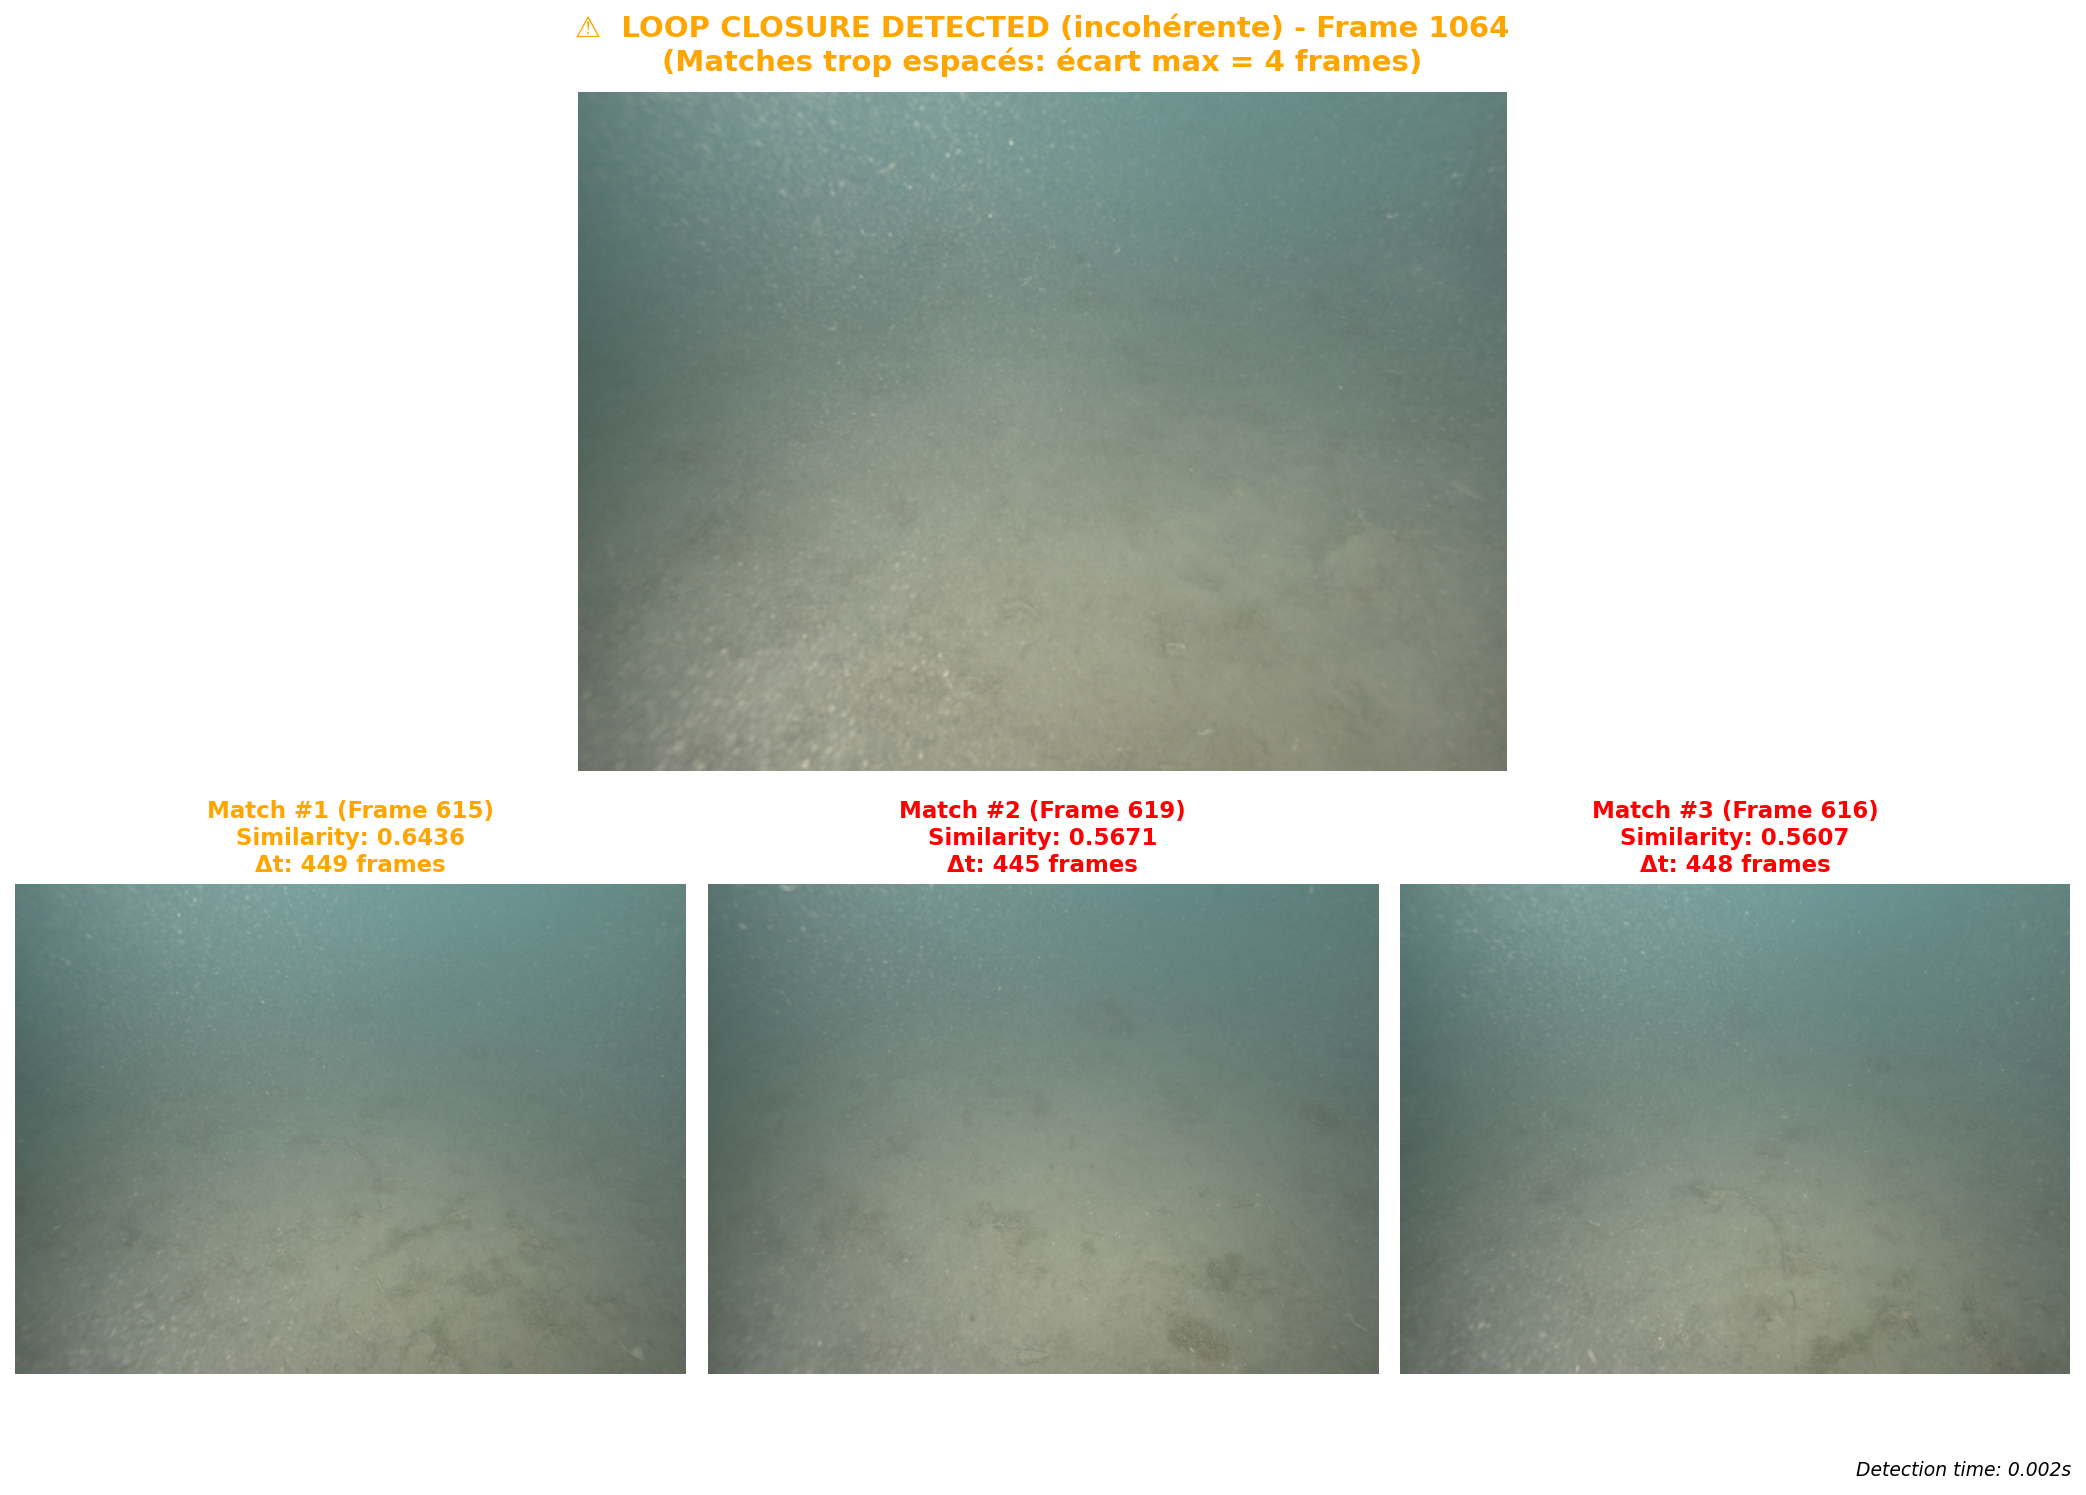 ⚠ LOOP CLOSURE DETECTED (incohérente) - Frame 1064
(Matches trop espacés: écart max = 4 frames)
Match #1 (Frame 615)
Similarity: 0.6436
Δt: 449 frames
Match #2 (Frame 619)
Similarity: 0.5671
Δt: 445 frames
Match #3 (Frame 616)
Similarity: 0.5607
Δt: 448 frames
Detection time: 0.002s